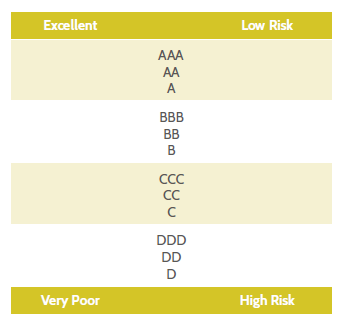 Excellent Low Risk
AAA
AA
A
BBB
BB
B
CCC
CC
C
DDD
DD
D
Very Poor High Risk